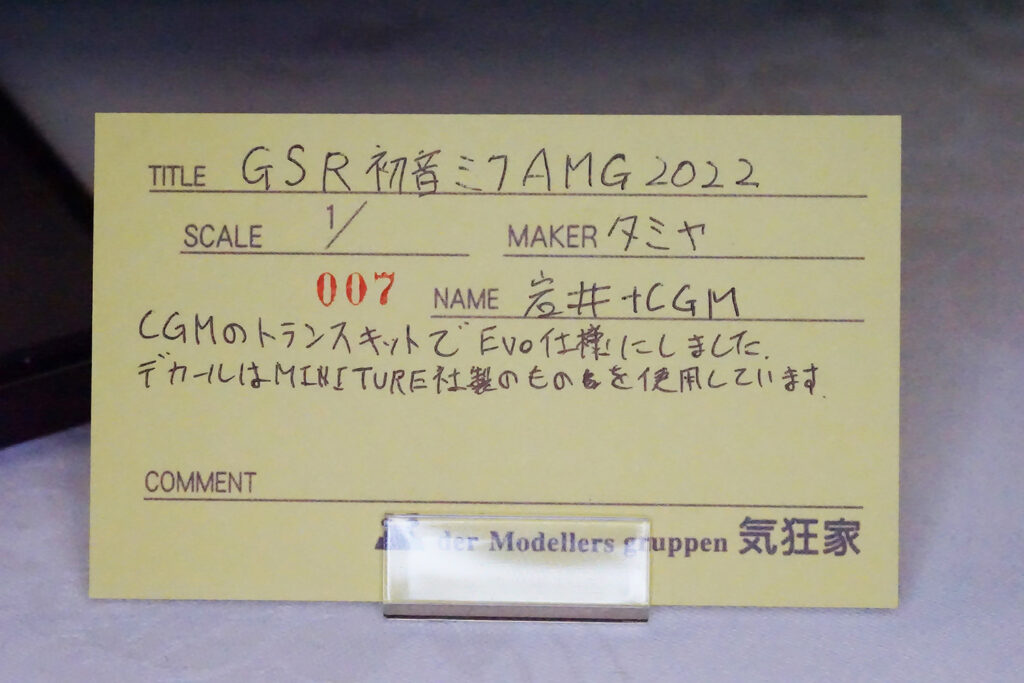 TITLE GSR 初音ミク AMG 2022
SCALE 1/ MAKER タミヤ
007 NAME 岩井+CGM
CGMのトランスキットでEvo仕様にしました.
デカールはMINITURE社製のものを使用しています.
COMMENT
der Modellers gruppen 気狂家